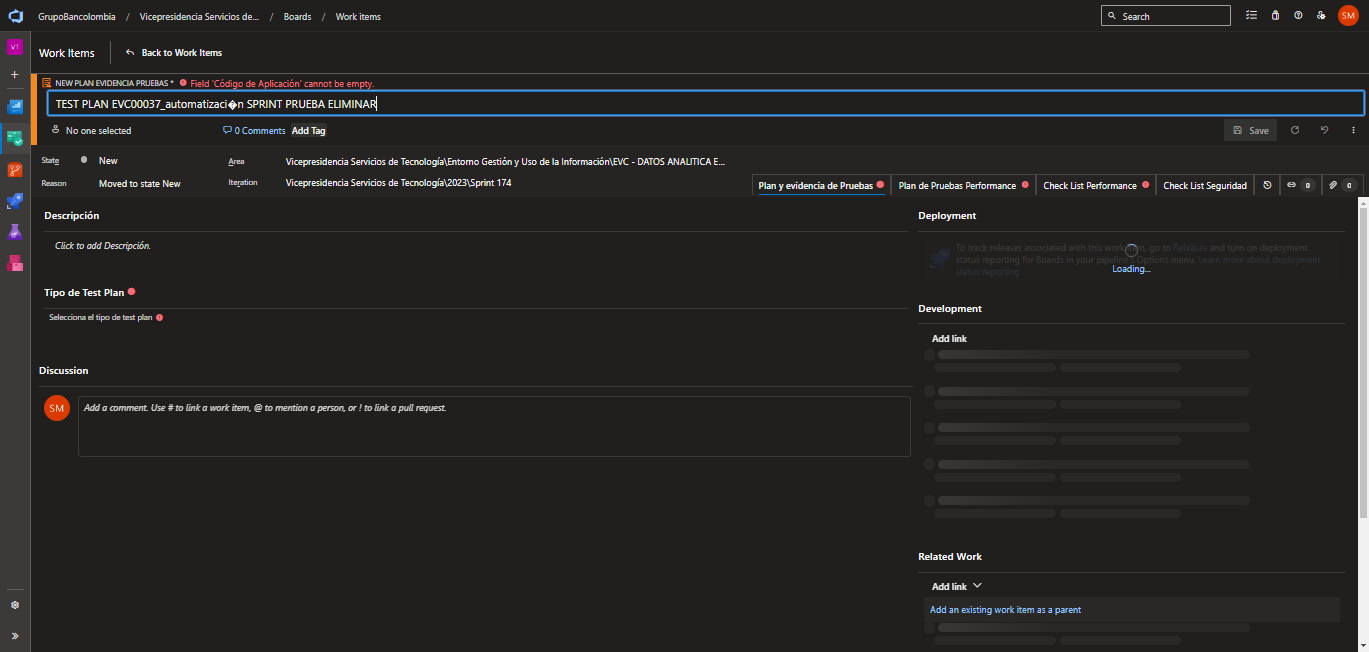 GrupoBancolombia / Vicepresidencia Servicios de... / Boards / Work items
Search
SM
VT
Work Items
Back to Work Items
NEW PLAN EVIDENCIA PRUEBAS * Field 'Código de Aplicación' cannot be empty.
TEST PLAN EVC00037_automatizaci�n SPRINT PRUEBA ELIMINAR
No one selected
0 Comments
Add Tag
Save
State
New
Area
Vicepresidencia Servicios de Tecnología\Entorno Gestión y Uso de la Información\EVC - DATOS ANALITICA E...
Reason
Moved to state New
Iteration
Vicepresidencia Servicios de Tecnología\2023\Sprint 174
Plan y evidencia de Pruebas
Plan de Pruebas Performance
Check List Performance
Check List Seguridad
0
0
Descripción
Click to add Descripción.
Tipo de Test Plan
Selecciona el tipo de test plan
Discussion
SM
Add a comment. Use # to link a work item, @ to mention a person, or ! to link a pull request.
Deployment
To track releases associated with this work item, go to Releases and turn on deployment
status reporting for Boards in your pipeline's Options menu. Learn more about deployment
status reporting
Loading...
Development
Add link
Related Work
Add link
Add an existing work item as a parent